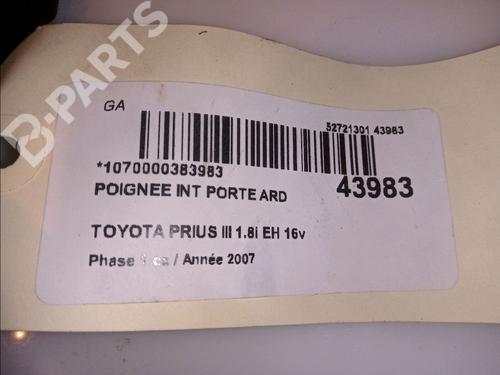 B-PARTS
GA
52721301 43983
*1070000383983
POIGNEE INT PORTE ARD
43983
TOYOTA PRIUS III 1.8i EH 16v
Phase 1 / Année 2007